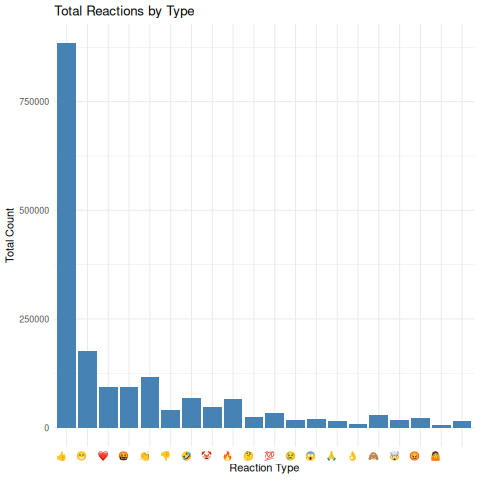 Total Reactions by Type
Total Count
750000
500000
250000
0
👍 😁 ❤️ 🤬 👏 👎 🤣 🤡 🔥 🤔 💯 😢 😱 🙏 👌 🙈 🤯 😡 🤷
Reaction Type